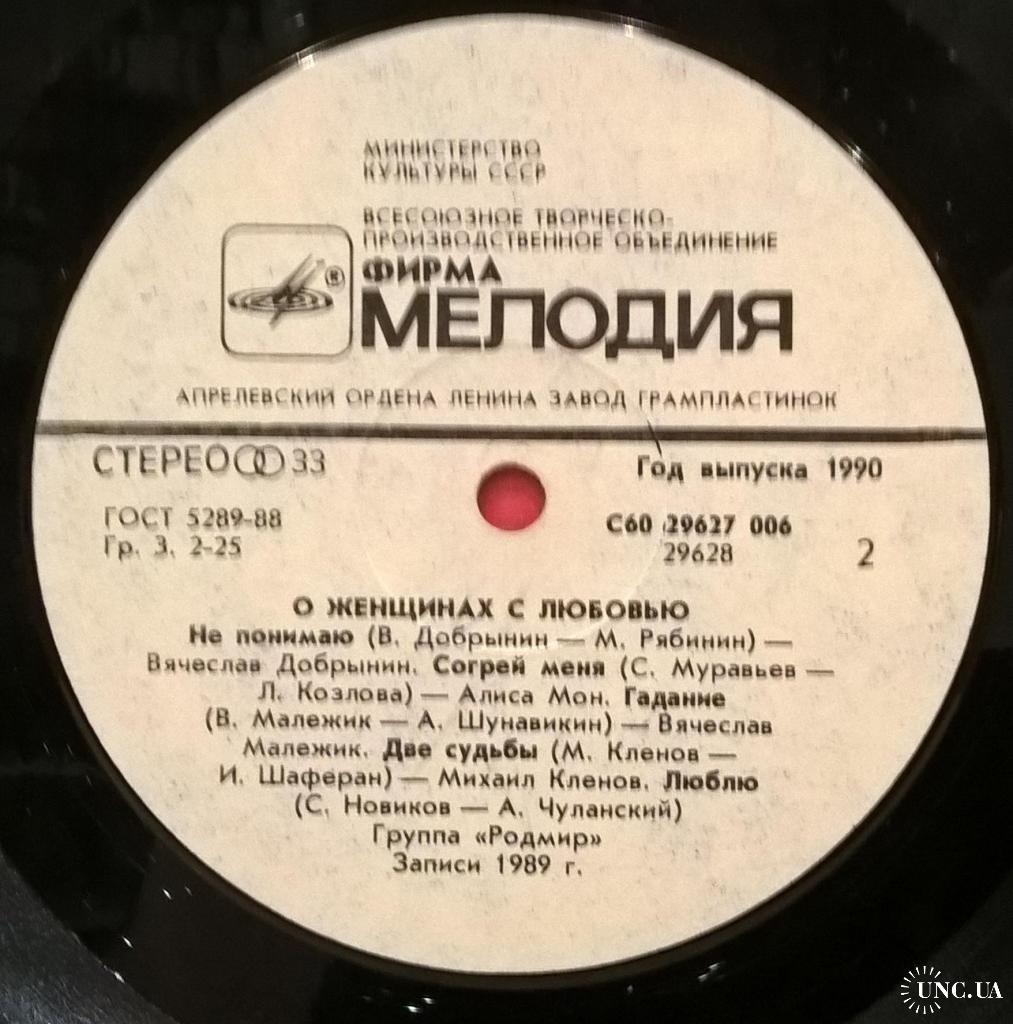 МИНИСТЕРСТВО
КУЛЬТУРЫ СССР
ВСЕСОЮЗНОЕ ТВОРЧЕСКО-
ПРОИЗВОДСТВЕННОЕ ОБЪЕДИНЕНИЕ
®
ФИРМА
МЕЛОДИЯ
АПРЕЛЕВСКИЙ ОРДЕНА ЛЕНИНА ЗАВОД ГРАМПЛАСТИНОК
СТЕРЕО 33
Год выпуска 1990
ГОСТ 5289-88
Гр. 3. 2-25
С60 29627 006
29628
2
О ЖЕНЩИНАХ С ЛЮБОВЬЮ
Не понимаю (В. Добрынин — М. Рябинин) —
Вячеслав Добрынин. Согрей меня (С. Муравьев —
Л. Козлова) — Алиса Мон. Гадание
(В. Малежик — А. Шунавикин) — Вячеслав
Малежик. Две судьбы (М. Кленов —
И. Шаферан) — Михаил Кленов. Люблю
(С. Новиков — А. Чуланский)
Группа «Родмир»
Записи 1989 г.
UNC.UA